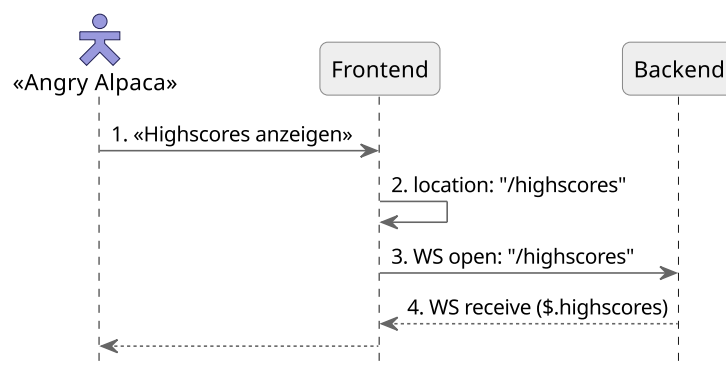 «Angry Alpaca»
Frontend
Backend
1. «Highscores anzeigen»
2. location: "/highscores"
3. WS open: "/highscores"
4. WS receive ($.highscores)